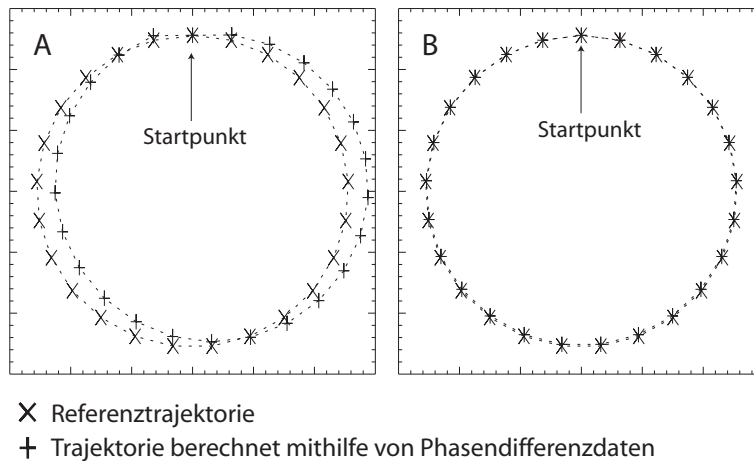 A
B
Startpunkt
Startpunkt
Referenztrajektorie
Trajektorie berechnet mithilfe von Phasendifferenzdaten